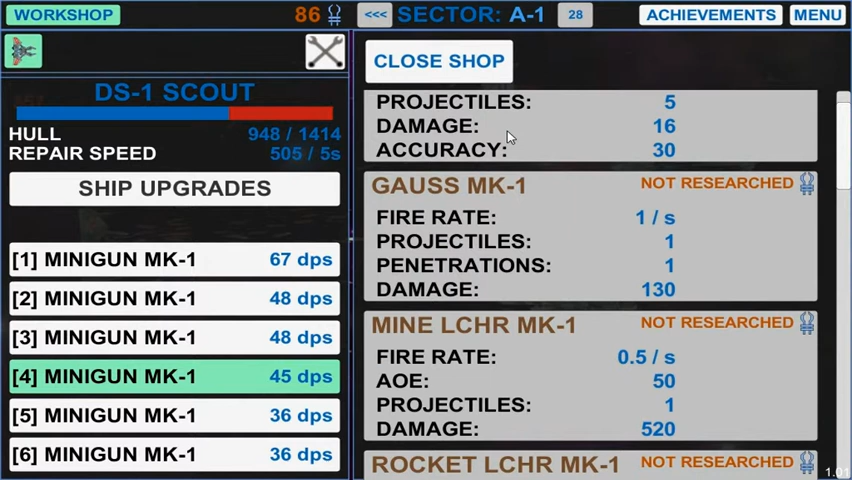 WORKSHOP 86 <<< SECTOR: A-1 28 ACHIEVEMENTS MENU
DS-1 SCOUT
HULL 948 / 1414
REPAIR SPEED 505 / 5s
SHIP UPGRADES
[1] MINIGUN MK-1 67 dps
[2] MINIGUN MK-1 48 dps
[3] MINIGUN MK-1 48 dps
[4] MINIGUN MK-1 45 dps
[5] MINIGUN MK-1 36 dps
[6] MINIGUN MK-1 36 dps
CLOSE SHOP
PROJECTILES: 5
DAMAGE: 16
ACCURACY: 30
GAUSS MK-1 NOT RESEARCHED
FIRE RATE: 1 / s
PROJECTILES: 1
PENETRATIONS: 1
DAMAGE: 130
MINE LCHR MK-1 NOT RESEARCHED
FIRE RATE: 0.5 / s
AOE: 50
PROJECTILES: 1
DAMAGE: 520
ROCKET LCHR MK-1 NOT RESEARCHED
1.01